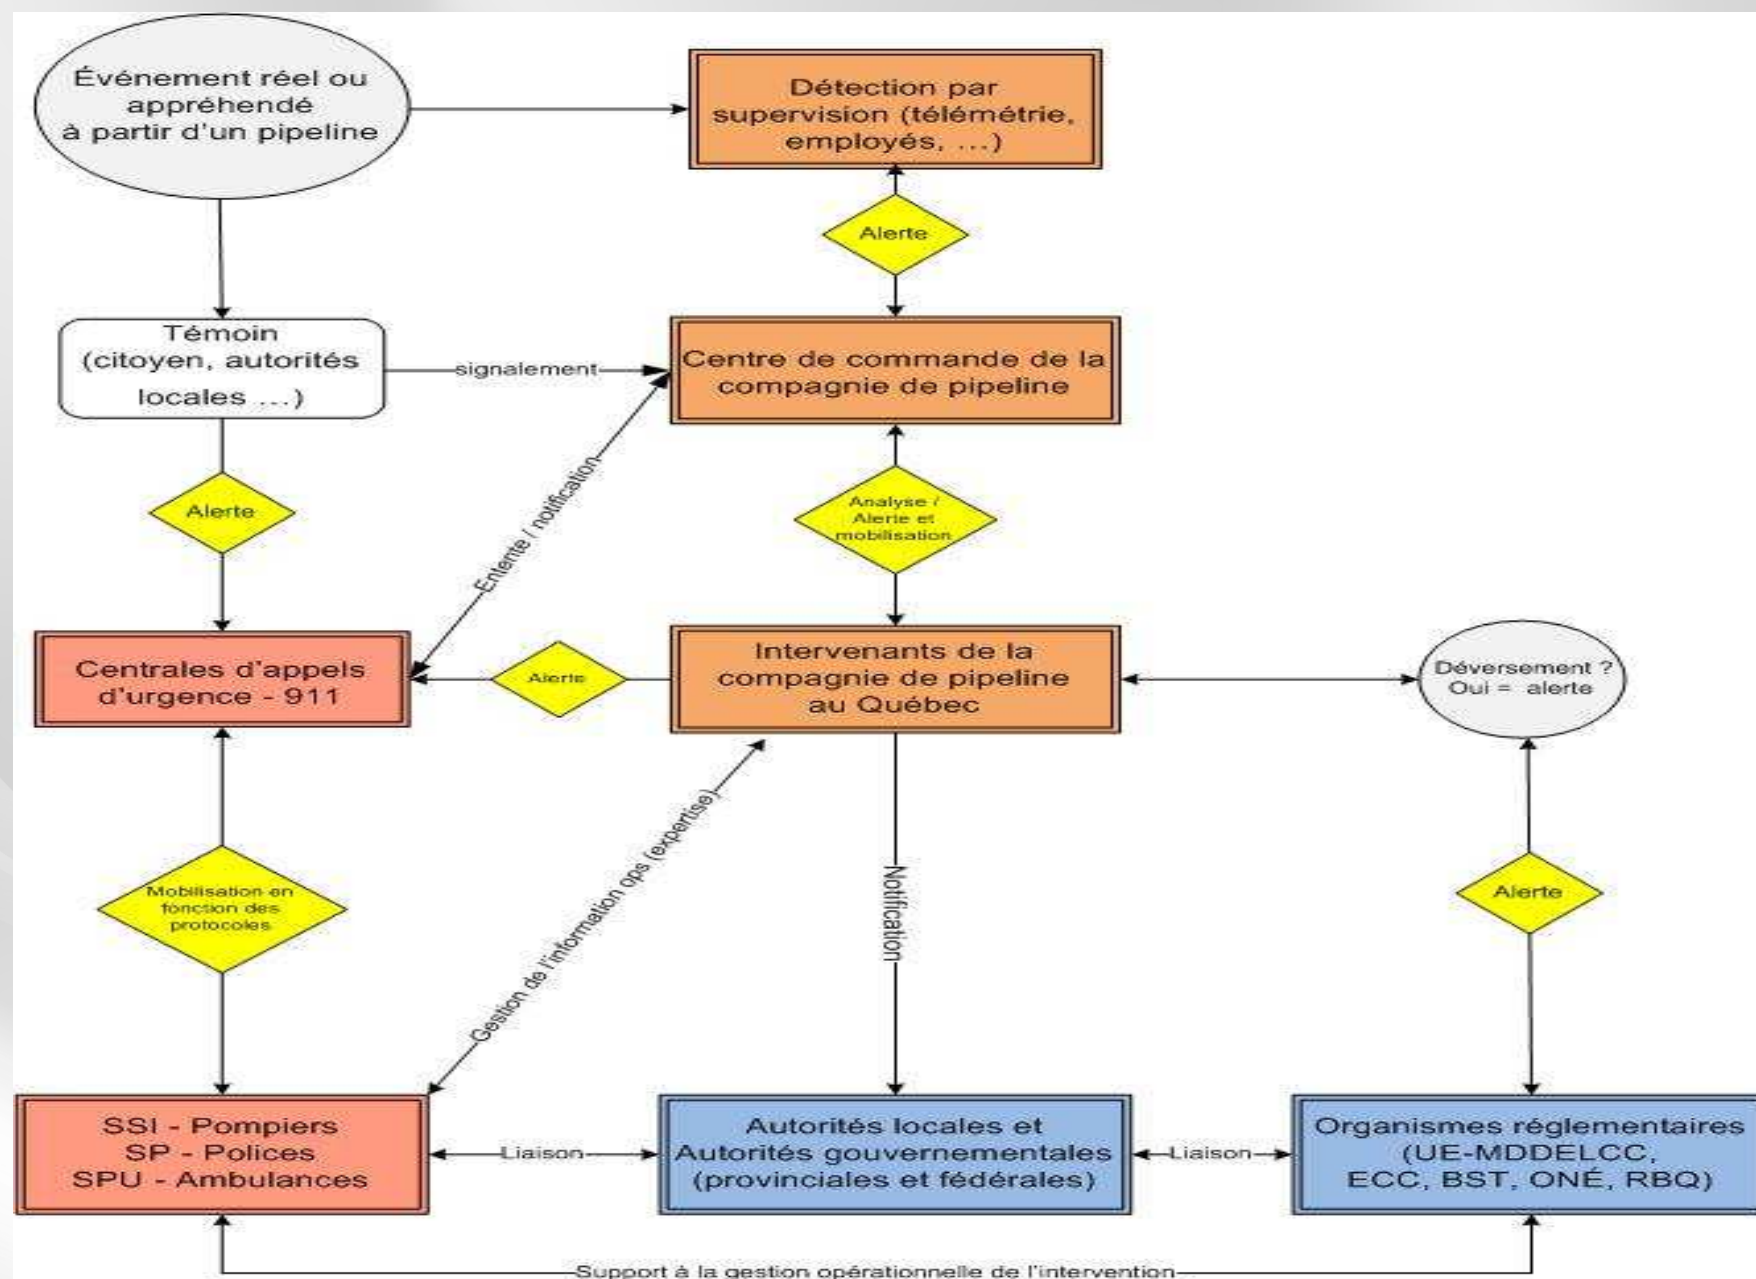 Événement réel ou
appréhendé
à partir d'un pipeline
Détection par
supervision (télémétrie,
employés, ...)
Alerte
Témoin
(citoyen, autorités
locales ...)
signalement
Centre de commande de la
compagnie de pipeline
Alerte
Entente / notification
Analyse /
Alerte et
mobilisation
Centrales d'appels
d'urgence - 911
Alerte
Intervenants de la
compagnie de pipeline
au Québec
Déversement ?
Oui = alerte
Mobilisation en
fonction des
protocoles
Gestion de l'information ops (expertise)
Notification
Alerte
SSI - Pompiers
SP - Polices
SPU - Ambulances
Liaison
Autorités locales et
Autorités gouvernementales
(provinciales et fédérales)
Liaison
Organismes réglementaires
(UE-MDDELCC,
ECC, BST, ONÉ, RBQ)
Support à la gestion opérationnelle de l'intervention